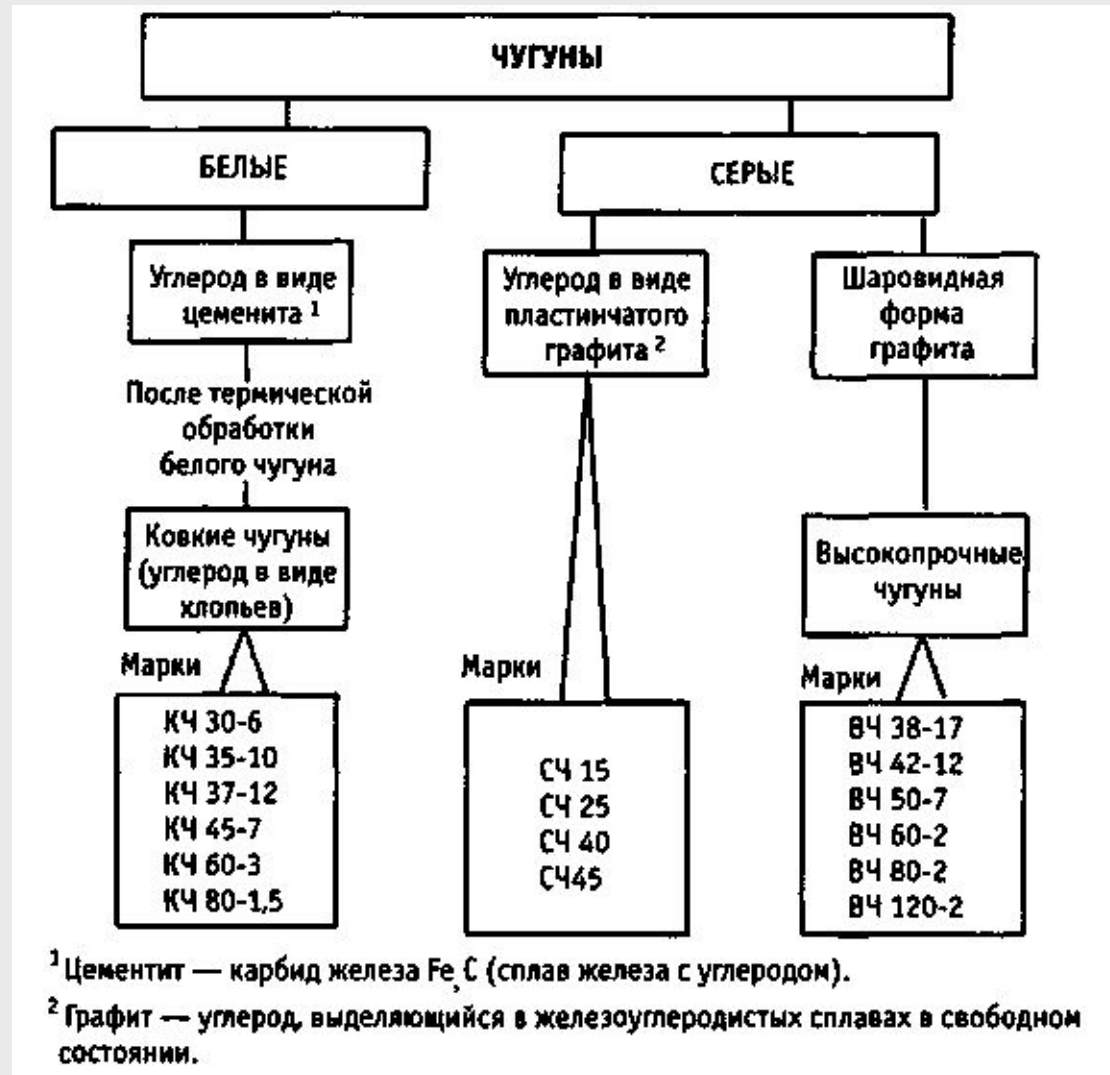 ЧУГУНЫ
БЕЛЫЕ
СЕРЫЕ
Углерод в виде
цеменита ¹
Углерод в виде
пластинчатого
графита ²
Шаровидная
форма
графита
После термической
обработки
белого чугуна
Ковкие чугуны
(углерод в виде
хлопьев)
Высокопрочные
чугуны
Марки
КЧ 30-6
КЧ 35-10
КЧ 37-12
КЧ 45-7
КЧ 60-3
КЧ 80-1,5
Марки
СЧ 15
СЧ 25
СЧ 40
СЧ45
Марки
ВЧ 38-17
ВЧ 42-12
ВЧ 50-7
ВЧ 60-2
ВЧ 80-2
ВЧ 120-2
¹ Цементит — карбид железа Fe,C (сплав железа с углеродом).
² Графит — углерод, выделяющийся в железоуглеродистых сплавах в свободном
состоянии.